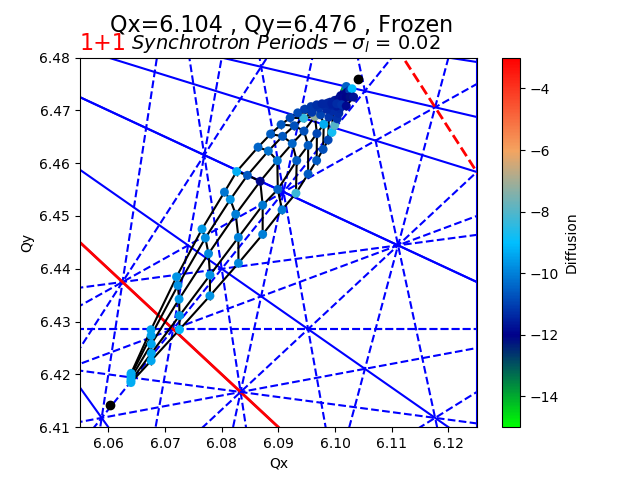 Qx=6.104 , Qy=6.476 , Frozen
1+1 Synchrotron Periods − σ_l = 0.02
6.48
6.47
6.46
6.45
6.44
6.43
6.42
6.41
Qy
6.06 6.07 6.08 6.09 6.10 6.11 6.12
Qx
−4
−6
−8
−10
−12
−14
Diffusion